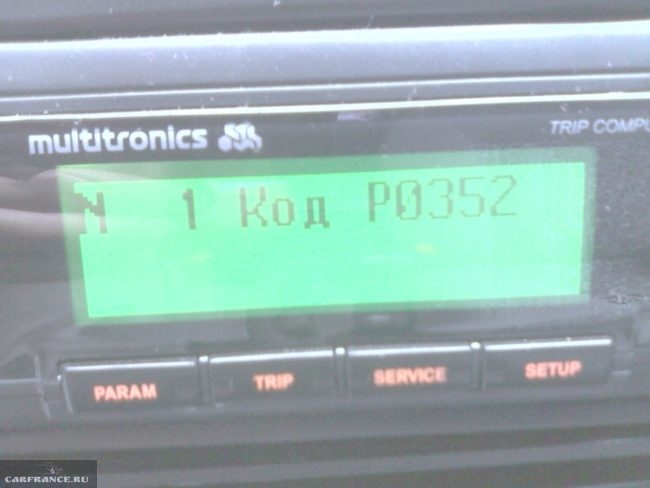 multitronics
TRIP COMPU
N 1 Код P0352
PARAM TRIP SERVICE SETUP
CARFRANCE.RU